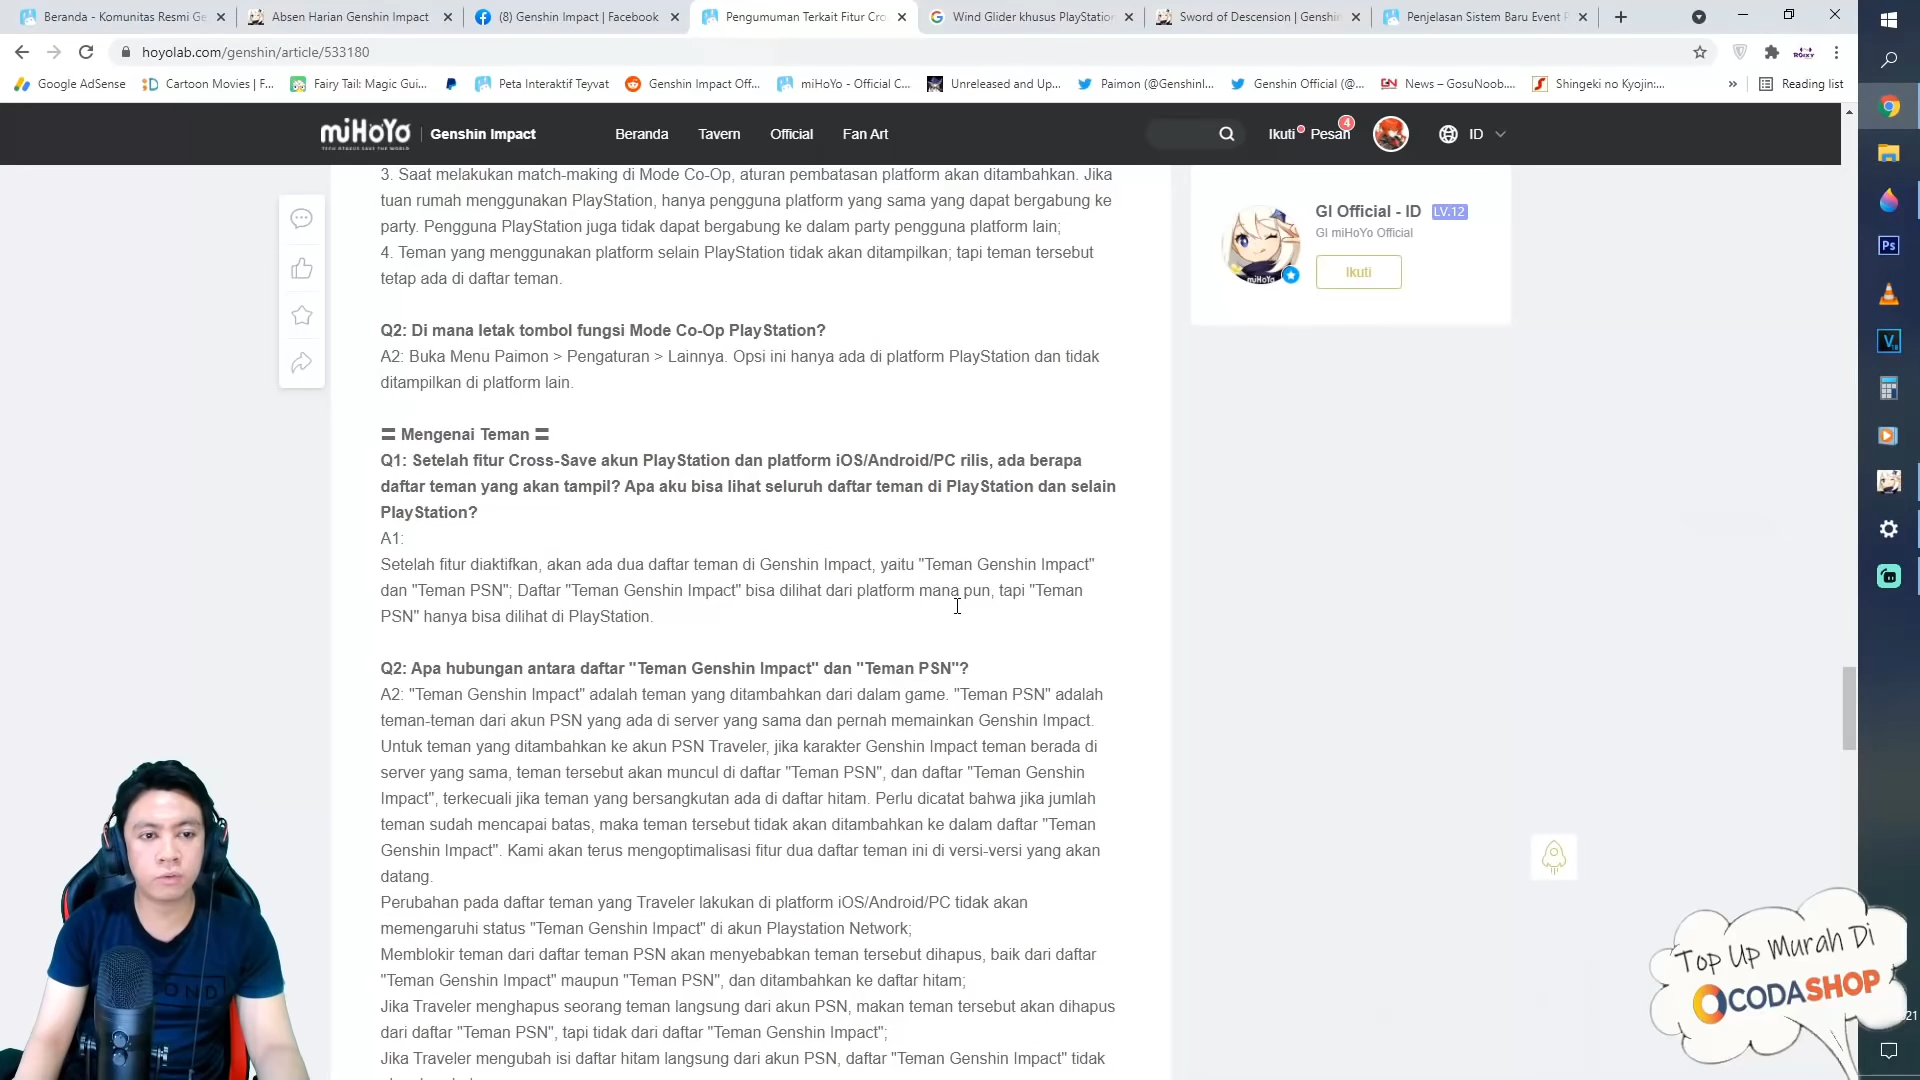 Beranda - Komunitas Resmi Ge
Absen Harian Genshin Impact
(8) Genshin Impact | Facebook
Pengumuman Terkait Fitur Cro
Wind Glider khusus PlayStation
Sword of Descension | Genshin
Penjelasan Sistem Baru Event
hoyolab.com/genshin/article/533180
Google AdSense
Cartoon Movies | F...
Fairy Tail: Magic Gui...
Peta Interaktif Teyvat
Genshin Impact Off...
miHoYo - Official C...
Unreleased and Up...
Paimon (@GenshinI...
Genshin Official (@...
News – GosuNoob....
Shingeki no Kyojin:...
Reading list
miHoYo
TECH OTAKUS SAVE THE WORLD
Genshin Impact
Beranda
Tavern
Official
Fan Art
Ikuti
Pesan
4
ID
3. Saat melakukan match-making di Mode Co-Op, aturan pembatasan platform akan ditambahkan. Jika
tuan rumah menggunakan PlayStation, hanya pengguna platform yang sama yang dapat bergabung ke
party. Pengguna PlayStation juga tidak dapat bergabung ke dalam party pengguna platform lain;
4. Teman yang menggunakan platform selain PlayStation tidak akan ditampilkan; tapi teman tersebut
tetap ada di daftar teman.
Q2: Di mana letak tombol fungsi Mode Co-Op PlayStation?
A2: Buka Menu Paimon > Pengaturan > Lainnya. Opsi ini hanya ada di platform PlayStation dan tidak
ditampilkan di platform lain.
〓 Mengenai Teman 〓
Q1: Setelah fitur Cross-Save akun PlayStation dan platform iOS/Android/PC rilis, ada berapa
daftar teman yang akan tampil? Apa aku bisa lihat seluruh daftar teman di PlayStation dan selain
PlayStation?
A1:
Setelah fitur diaktifkan, akan ada dua daftar teman di Genshin Impact, yaitu "Teman Genshin Impact"
dan "Teman PSN"; Daftar "Teman Genshin Impact" bisa dilihat dari platform mana pun, tapi "Teman
PSN" hanya bisa dilihat di PlayStation.
Q2: Apa hubungan antara daftar "Teman Genshin Impact" dan "Teman PSN"?
A2: "Teman Genshin Impact" adalah teman yang ditambahkan dari dalam game. "Teman PSN" adalah
teman-teman dari akun PSN yang ada di server yang sama dan pernah memainkan Genshin Impact.
Untuk teman yang ditambahkan ke akun PSN Traveler, jika karakter Genshin Impact teman berada di
server yang sama, teman tersebut akan muncul di daftar "Teman PSN", dan daftar "Teman Genshin
Impact", terkecuali jika teman yang bersangkutan ada di daftar hitam. Perlu dicatat bahwa jika jumlah
teman sudah mencapai batas, maka teman tersebut tidak akan ditambahkan ke dalam daftar "Teman
Genshin Impact". Kami akan terus mengoptimalisasi fitur dua daftar teman ini di versi-versi yang akan
datang.
Perubahan pada daftar teman yang Traveler lakukan di platform iOS/Android/PC tidak akan
memengaruhi status "Teman Genshin Impact" di akun Playstation Network;
Memblokir teman dari daftar teman PSN akan menyebabkan teman tersebut dihapus, baik dari daftar
"Teman Genshin Impact" maupun "Teman PSN", dan ditambahkan ke daftar hitam;
Jika Traveler menghapus seorang teman langsung dari akun PSN, makan teman tersebut akan dihapus
dari daftar "Teman PSN", tapi tidak dari daftar "Teman Genshin Impact";
Jika Traveler mengubah isi daftar hitam langsung dari akun PSN, daftar "Teman Genshin Impact" tidak
GI Official - ID
LV.12
GI miHoYo Official
miHoYo
Ikuti
Ps
Top Up Murah Di
CODASHOP
21